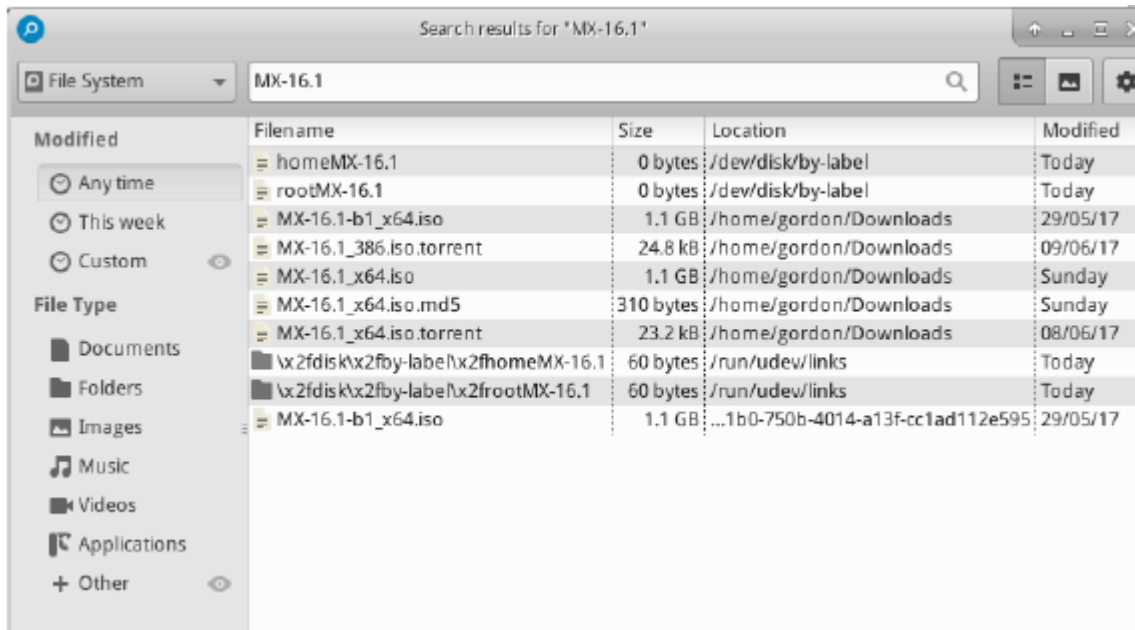 Search results for "MX-16.1"
File System MX-16.1
Modified
Any time
This week
Custom
File Type
Documents
Folders
Images
Music
Videos
Applications
Other
Filename Size Location Modified
homeMX-16.1 0 bytes /dev/disk/by-label Today
rootMX-16.1 0 bytes /dev/disk/by-label Today
MX-16.1-b1_x64.iso 1.1 GB /home/gordon/Downloads 29/05/17
MX-16.1_386.iso.torrent 24.8 kB /home/gordon/Downloads 09/06/17
MX-16.1_x64.iso 1.1 GB /home/gordon/Downloads Sunday
MX-16.1_x64.iso.md5 310 bytes /home/gordon/Downloads Sunday
MX-16.1_x64.iso.torrent 23.2 kB /home/gordon/Downloads 08/06/17
\x2fdisk\x2fby-label\x2fhomeMX-16.1 60 bytes /run/udev/links Today
\x2fdisk\x2fby-label\x2frootMX-16.1 60 bytes /run/udev/links Today
MX-16.1-b1_x64.iso 1.1 GB ...1b0-750b-4014-a13f-cc1ad112e595 29/05/17